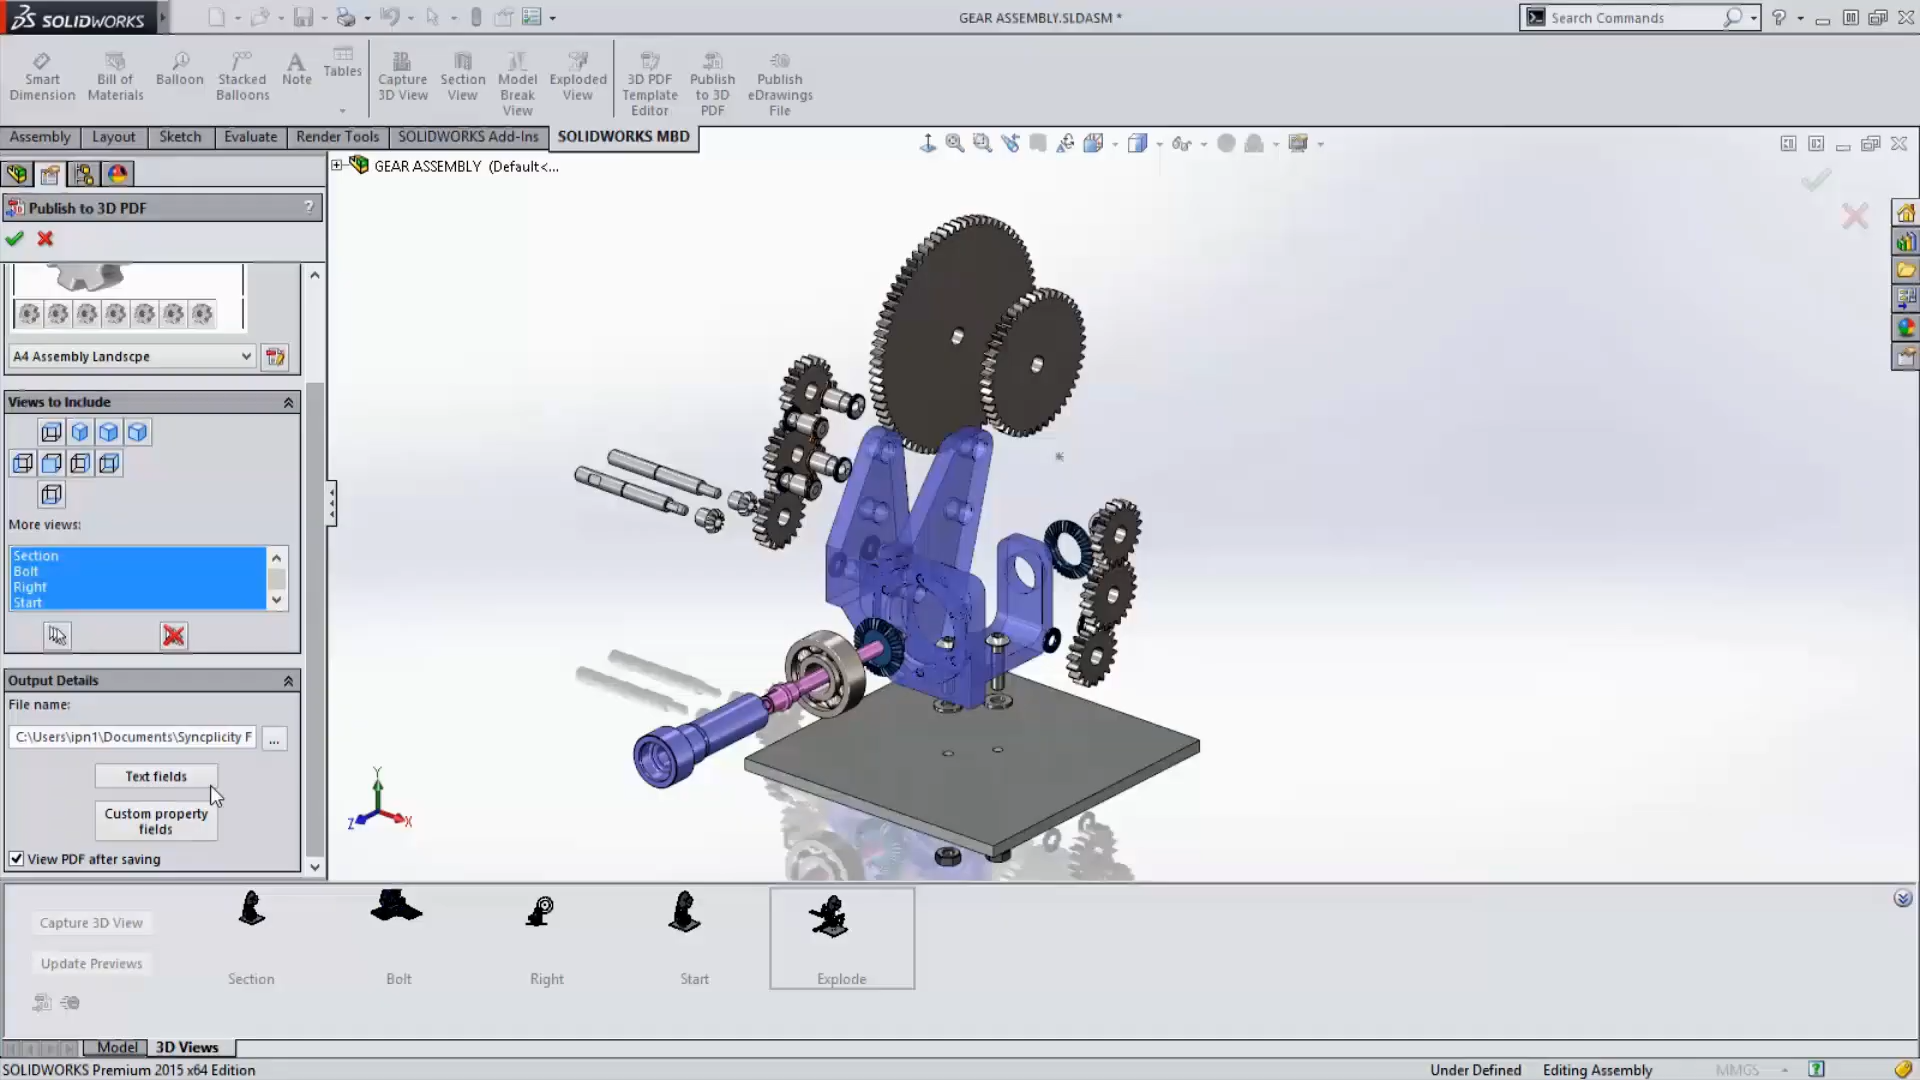 SOLIDWORKS
GEAR ASSEMBLY.SLDASM *
Search Commands
Smart Dimension
Bill of Materials
Balloon
Stacked Balloons
Note
Tables
Capture 3D View
Section View
Model Break View
Exploded View
3D PDF Template Editor
Publish to 3D PDF
Publish eDrawings File
Assembly
Layout
Sketch
Evaluate
Render Tools
SOLIDWORKS Add-Ins
SOLIDWORKS MBD
GEAR ASSEMBLY (Default<...
Publish to 3D PDF
?
A4 Assembly Landscpe
Views to Include
More views:
Section
Bolt
Right
Start
Output Details
File name:
C:\Users\ipn1\Documents\Syncplicity F
...
Text fields
Custom property
fields
View PDF after saving
Y
Z
X
Capture 3D View
Update Previews
Section
Bolt
Right
Start
Explode
Model
3D Views
SOLIDWORKS Premium 2015 x64 Edition
Under Defined
Editing Assembly
MMGS